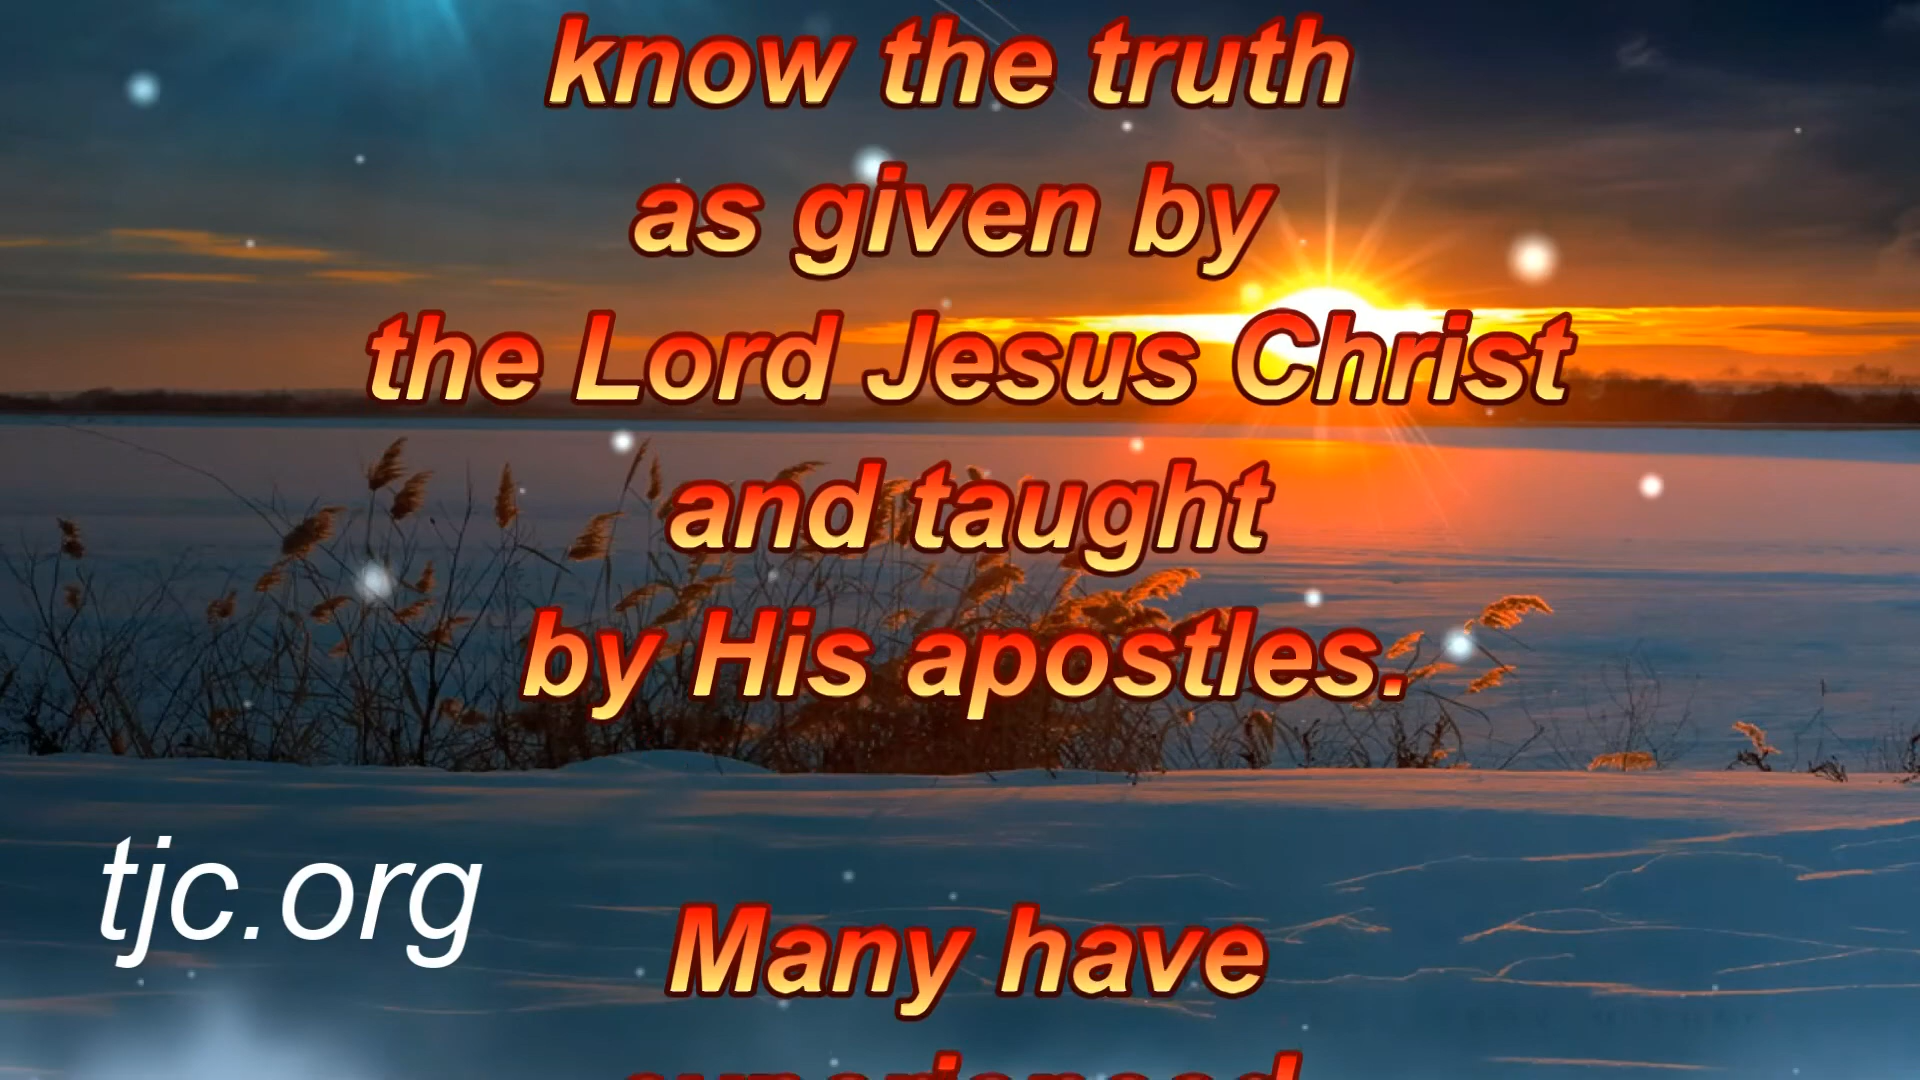 know the truth
as given by
the Lord Jesus Christ
and taught
by His apostles.
tjc.org
Many have
experienced